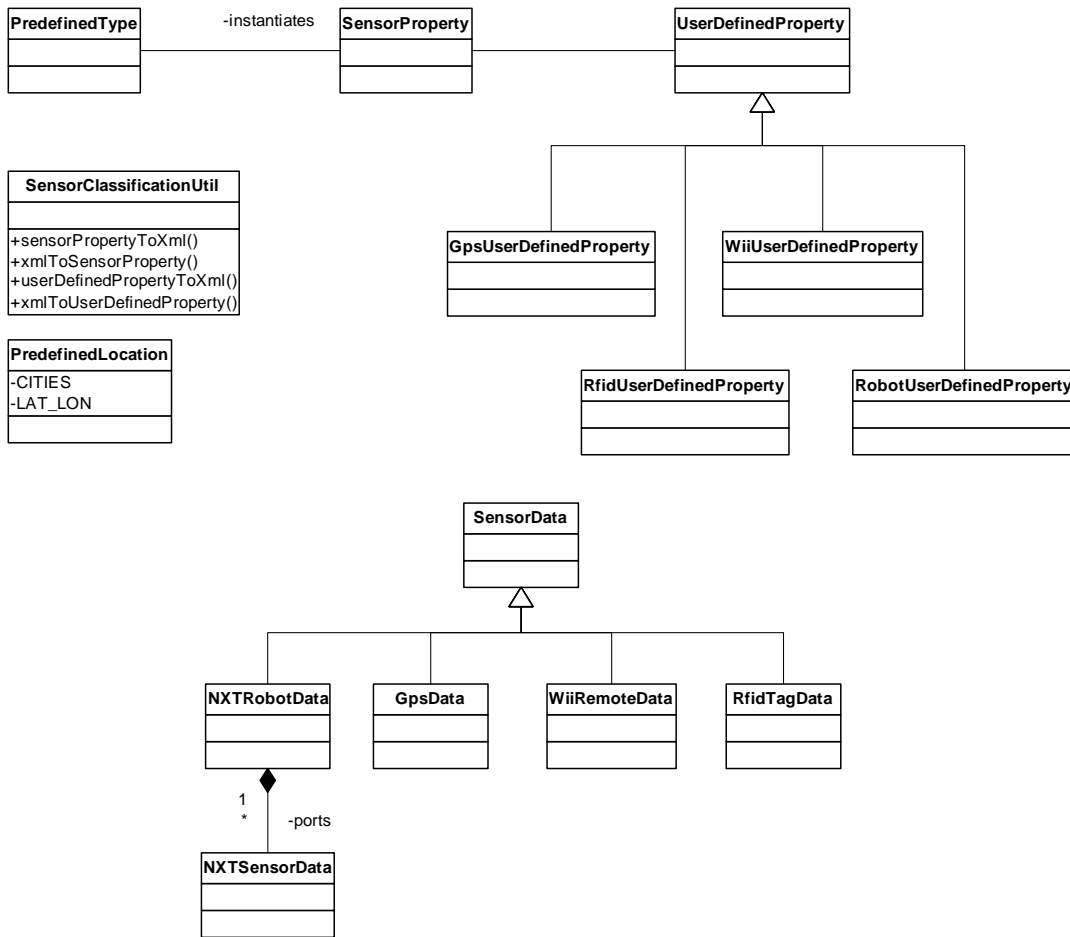 PredefinedType
-instantiates
SensorProperty
UserDefinedProperty
SensorClassificationUtil
+sensorPropertyToXml()
+xmlToSensorProperty()
+userDefinedPropertyToXml()
+xmlToUserDefinedProperty()
GpsUserDefinedProperty
WiiUserDefinedProperty
PredefinedLocation
-CITIES
-LAT_LON
RfidUserDefinedProperty
RobotUserDefinedProperty
SensorData
NXTRobotData
GpsData
WiiRemoteData
RfidTagData
1
*
-ports
NXTSensorData